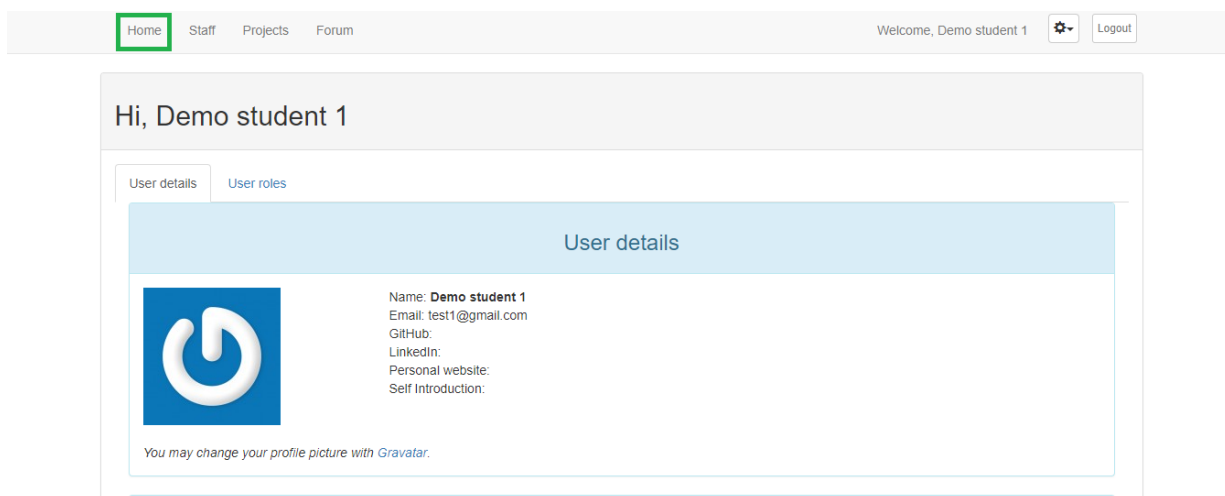 Home Staff Projects Forum Welcome, Demo student 1 Logout
Hi, Demo student 1
User details User roles
User details
Name: Demo student 1
Email: test1@gmail.com
GitHub:
LinkedIn:
Personal website:
Self Introduction:
You may change your profile picture with Gravatar.